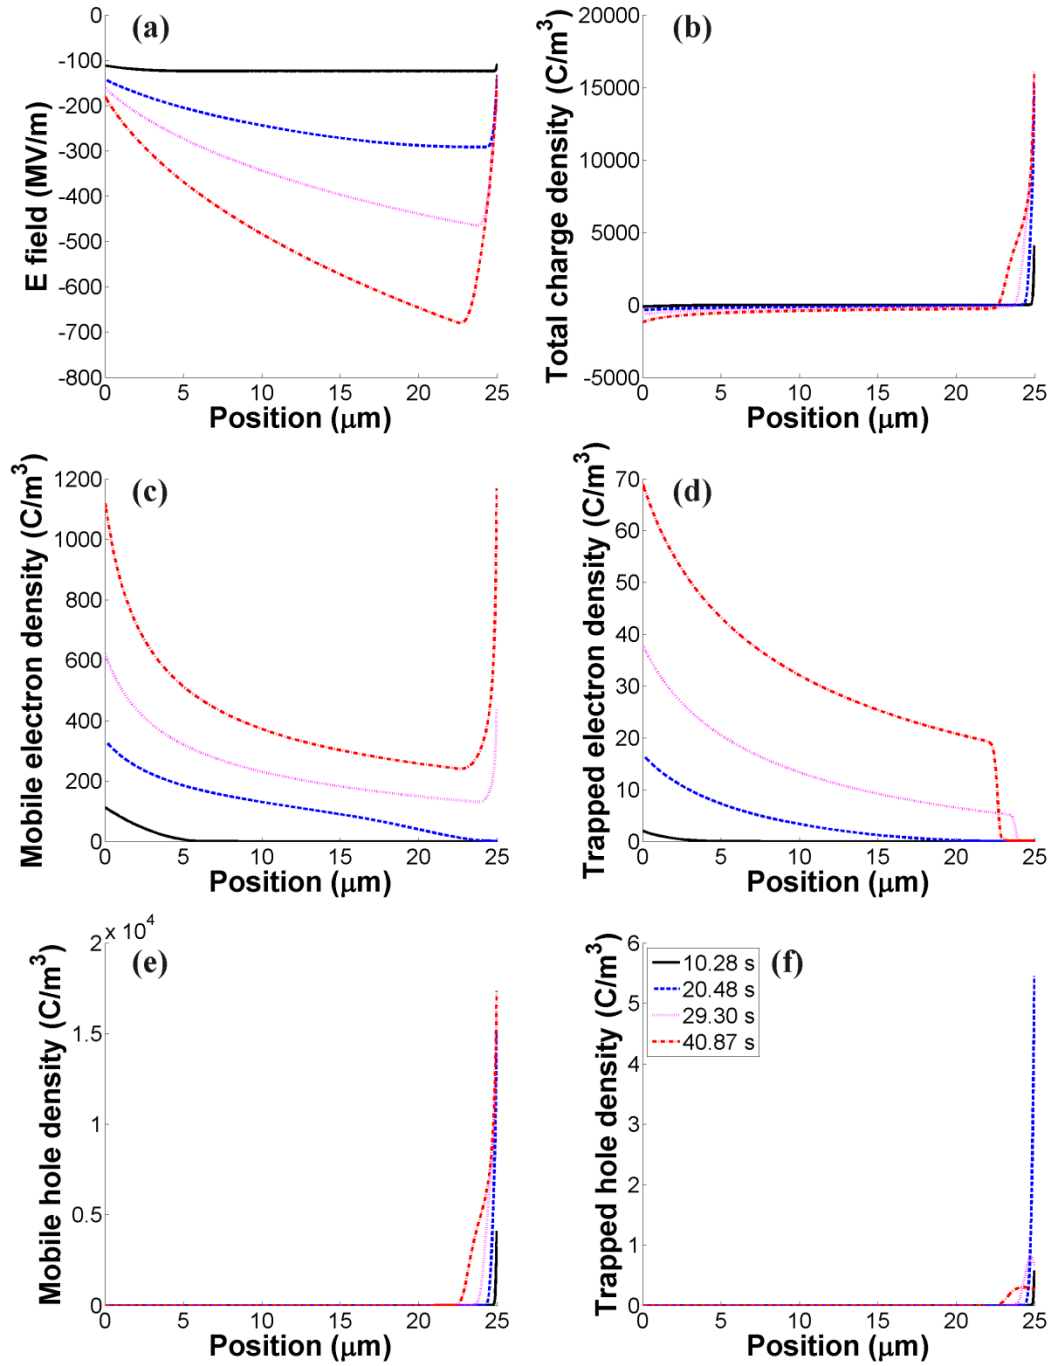 (a)
E field (MV/m)
0
-100
-200
-300
-400
-500
-600
-700
-800
0 5 10 15 20 25
Position (μm)
(b)
Total charge density (C/m³)
20000
15000
10000
5000
0
-5000
0 5 10 15 20 25
Position (μm)
(c)
Mobile electron density (C/m³)
1200
1000
800
600
400
200
0
0 5 10 15 20 25
Position (μm)
(d)
Trapped electron density (C/m³)
70
60
50
40
30
20
10
0
0 5 10 15 20 25
Position (μm)
(e)
Mobile hole density (C/m³)
x 10⁴
2
1.5
1
0.5
0
0 5 10 15 20 25
Position (μm)
(f)
Trapped hole density (C/m³)
6
5
4
3
2
1
0
10.28 s
20.48 s
29.30 s
40.87 s
0 5 10 15 20 25
Position (μm)